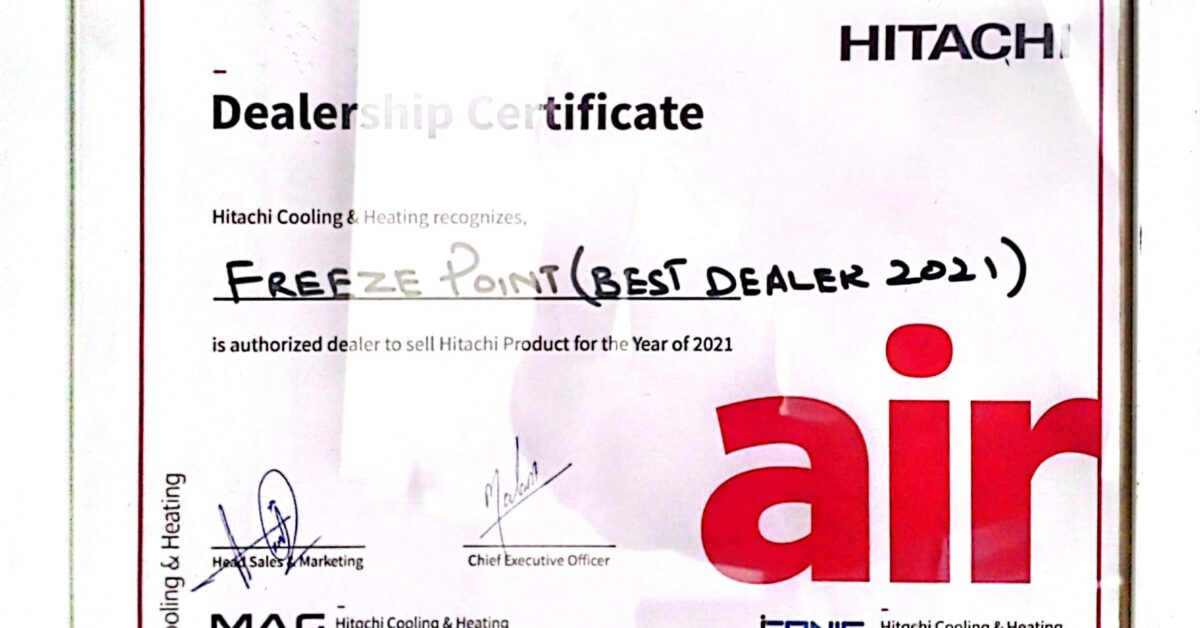 HITACHI
Dealership Certificate
Hitachi Cooling & Heating recognizes,
FREEZE POINT (BEST DEALER 2021)
is authorized dealer to sell Hitachi Product for the Year of 2021
air
Head Sales & Marketing
Chief Executive Officer
Cooling & Heating
Hitachi Cooling & Heating
Hitachi Cooling & Heating